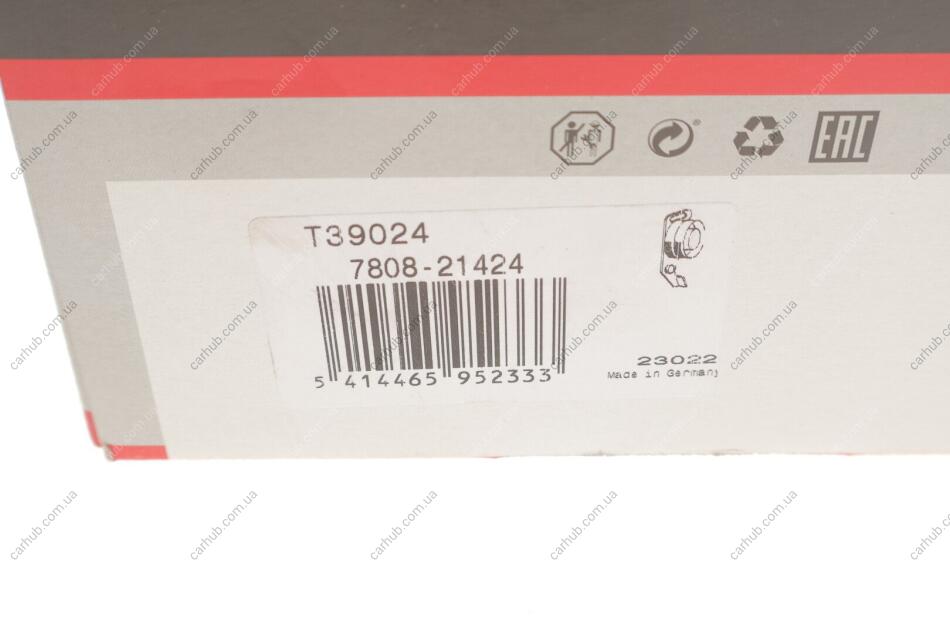 EAC
T39024
7808-21424
5 414465 952333
23022
Made in Germany
carhub.com.ua